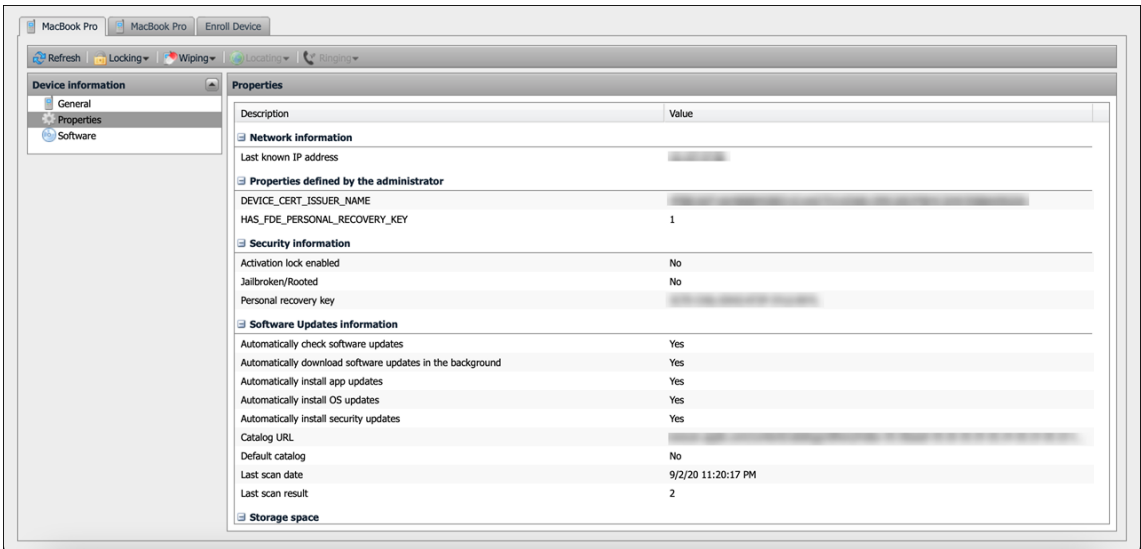 MacBook Pro MacBook Pro Enroll Device
Refresh Locking Wiping Locating Ringing
Device information
General
Properties
Software
Properties
Description Value
Network information
Last known IP address
Properties defined by the administrator
DEVICE_CERT_ISSUER_NAME
HAS_FDE_PERSONAL_RECOVERY_KEY 1
Security information
Activation lock enabled No
Jailbroken/Rooted No
Personal recovery key
Software Updates information
Automatically check software updates Yes
Automatically download software updates in the background Yes
Automatically install app updates Yes
Automatically install OS updates Yes
Automatically install security updates Yes
Catalog URL
Default catalog No
Last scan date 9/2/20 11:20:17 PM
Last scan result 2
Storage space